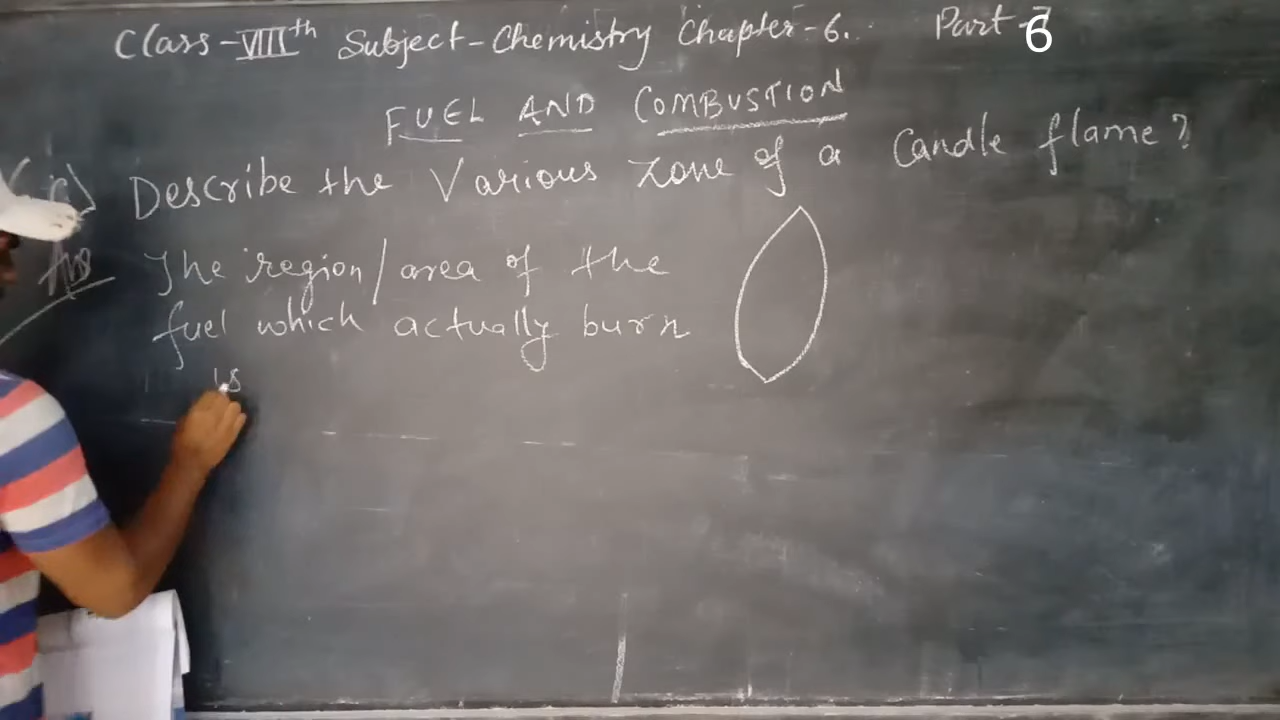 Class-VIIIth Subject-Chemistry Chapter-6. Part-6
FUEL AND COMBUSTION
Describe the Various zone of a Candle flame?
Ans The region/area of the
fuel which actually burn
is